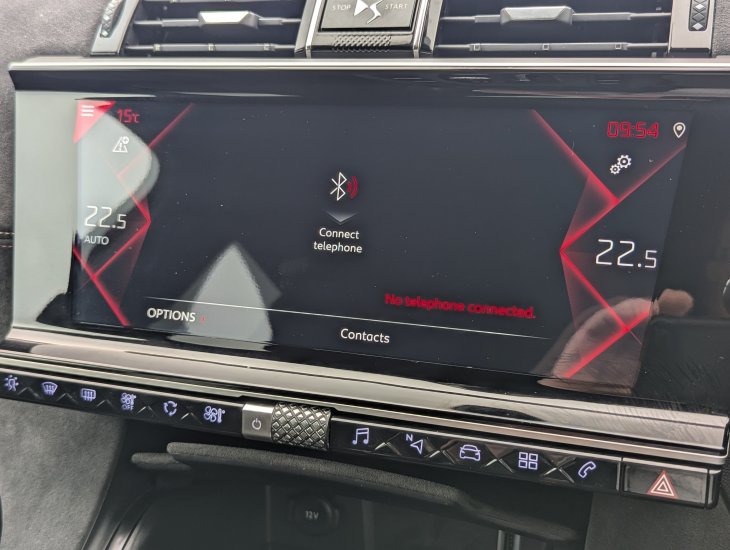 STOP START
15°C
09:54
22.5
AUTO
22.5
Connect
telephone
No telephone connected.
OPTIONS
Contacts
OFF
N
12V